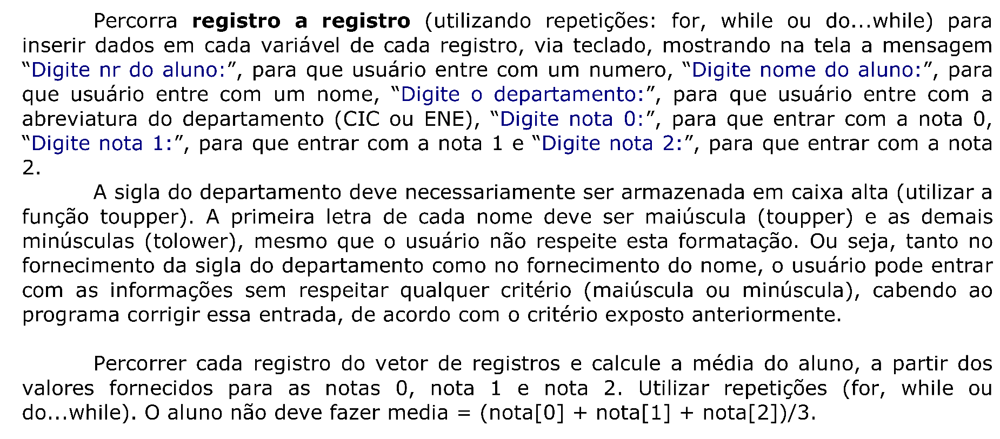 Percorra registro a registro (utilizando repetições: for, while ou do...while) para
inserir dados em cada variável de cada registro, via teclado, mostrando na tela a mensagem
“Digite nr do aluno:”, para que usuário entre com um numero, “Digite nome do aluno:”, para
que usuário entre com um nome, “Digite o departamento:”, para que usuário entre com a
abreviatura do departamento (CIC ou ENE), “Digite nota 0:”, para que entrar com a nota 0,
“Digite nota 1:”, para que entrar com a nota 1 e “Digite nota 2:”, para que entrar com a nota
2.
A sigla do departamento deve necessariamente ser armazenada em caixa alta (utilizar a
função toupper). A primeira letra de cada nome deve ser maiúscula (toupper) e as demais
minúsculas (tolower), mesmo que o usuário não respeite esta formatação. Ou seja, tanto no
fornecimento da sigla do departamento como no fornecimento do nome, o usuário pode entrar
com as informações sem respeitar qualquer critério (maiúscula ou minúscula), cabendo ao
programa corrigir essa entrada, de acordo com o critério exposto anteriormente.
Percorrer cada registro do vetor de registros e calcule a média do aluno, a partir dos
valores fornecidos para as notas 0, nota 1 e nota 2. Utilizar repetições (for, while ou
do...while). O aluno não deve fazer media = (nota[0] + nota[1] + nota[2])/3.